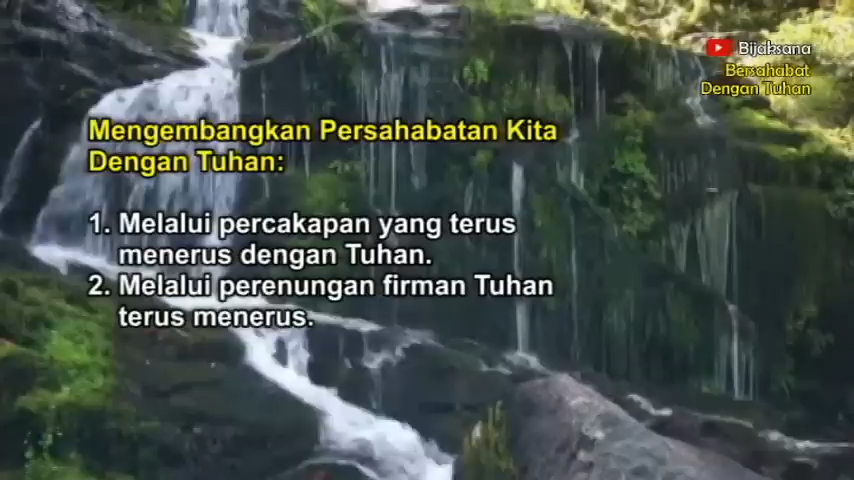 Bijaksana
Bersahabat
Dengan Tuhan
Mengembangkan Persahabatan Kita
Dengan Tuhan:
1. Melalui percakapan yang terus
menerus dengan Tuhan.
2. Melalui perenungan firman Tuhan
terus menerus.